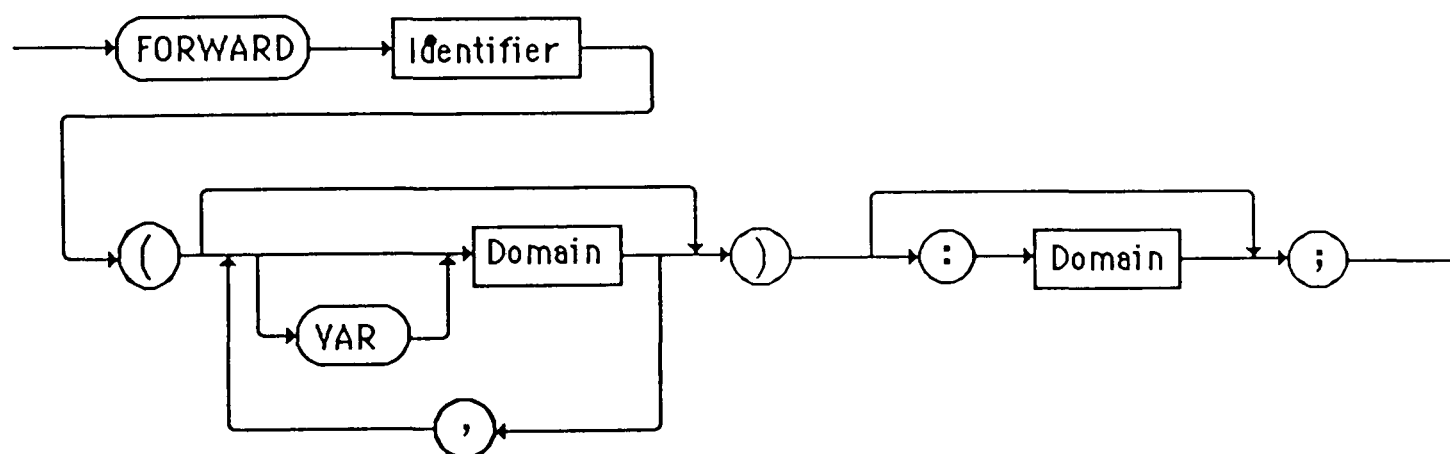 FORWARD Identifier
( Domain ) : Domain ;
VAR
,